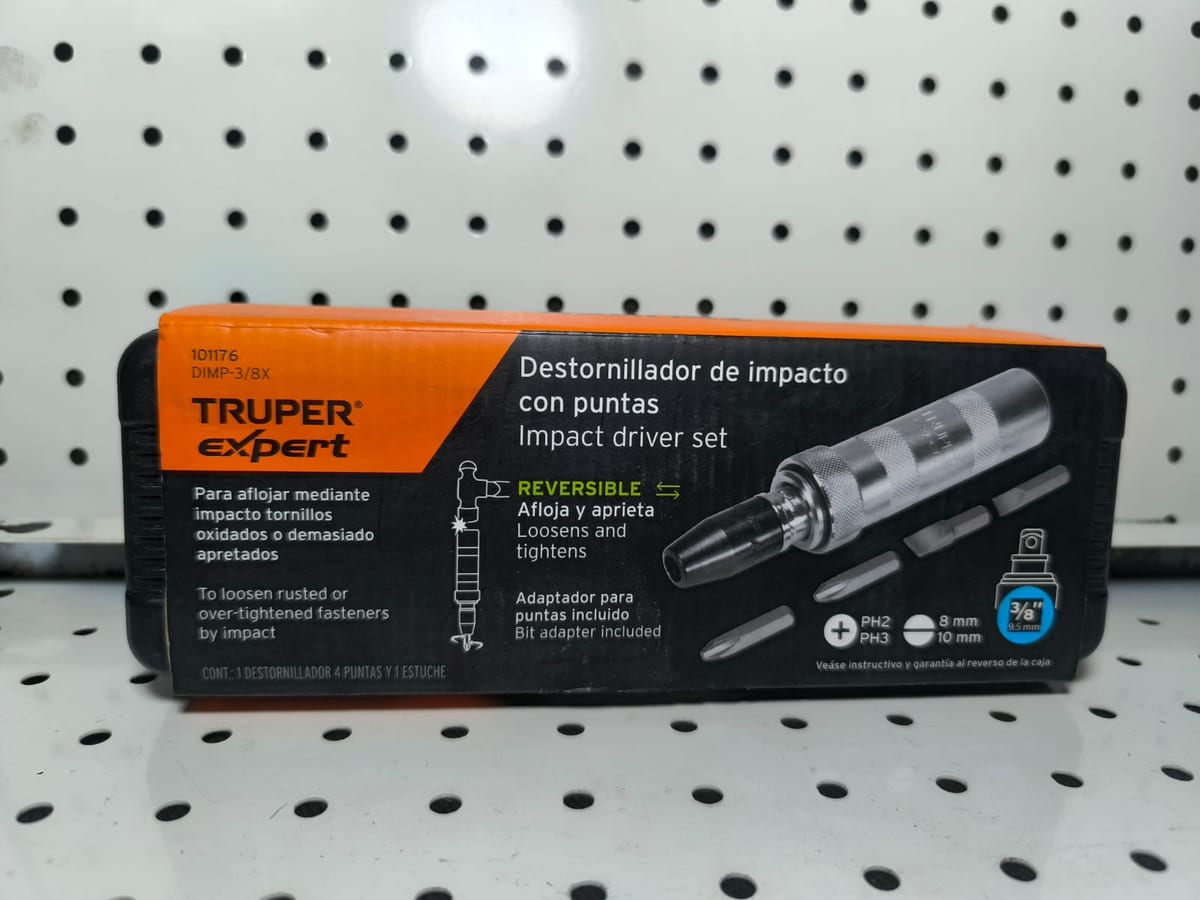 101176
DIMP-3/8X
TRUPER®
expert
Destornillador de impacto
con puntas
Impact driver set
TRUPER
Para aflojar mediante
impacto tornillos
oxidados o demasiado
apretados
To loosen rusted or
over-tightened fasteners
by impact
REVERSIBLE
Afloja y aprieta
Loosens and
tightens
Adaptador para
puntas incluido
Bit adapter included
PH2
PH3
8 mm
10 mm
3/8"
9.5 mm
CONT.: 1 DESTORNILLADOR 4 PUNTAS Y 1 ESTUCHE
Veáse instructivo y garantía al reverso de la caja